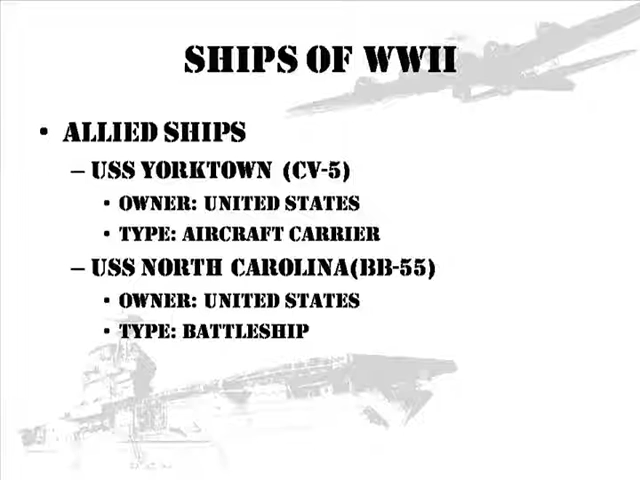 SHIPS OF WWII
• ALLIED SHIPS
– USS YORKTOWN (CV-5)
• OWNER: UNITED STATES
• TYPE: AIRCRAFT CARRIER
– USS NORTH CAROLINA(BB-55)
• OWNER: UNITED STATES
• TYPE: BATTLESHIP